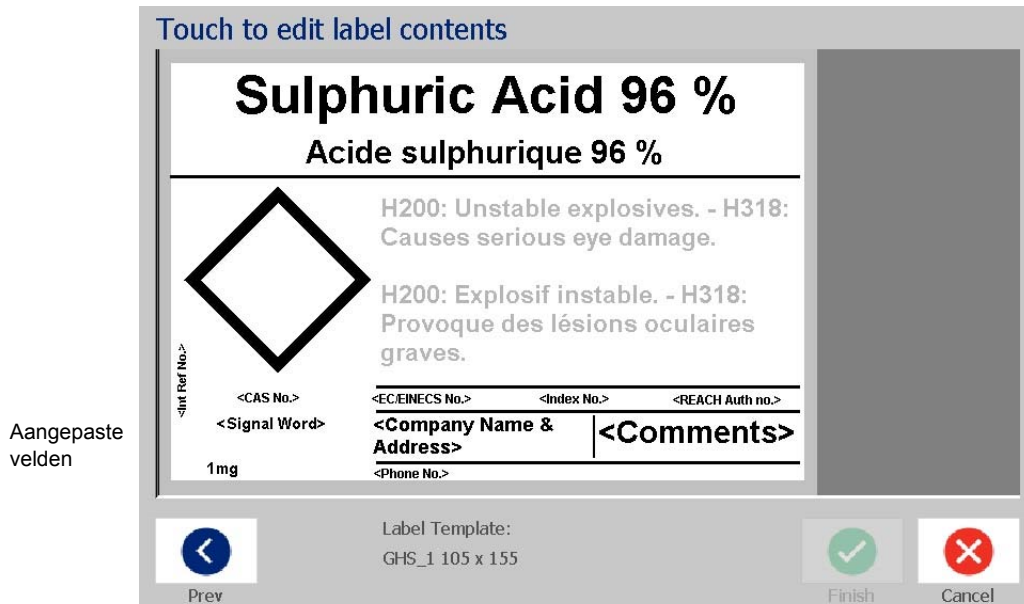 Touch to edit label contents
Sulphuric Acid 96 %
Acide sulphurique 96 %
H200: Unstable explosives. - H318:
Causes serious eye damage.
H200: Explosif instable. - H318:
Provoque des lésions oculaires
graves.
<Int Ref No.>
<CAS No.>
<EC/EINECS No.>
<Index No.>
<REACH Auth no.>
<Signal Word>
<Company Name &
Address>
<Comments>
1mg
<Phone No.>
Aangepaste
velden
Label Template:
GHS_1 105 x 155
Prev
Finish
Cancel